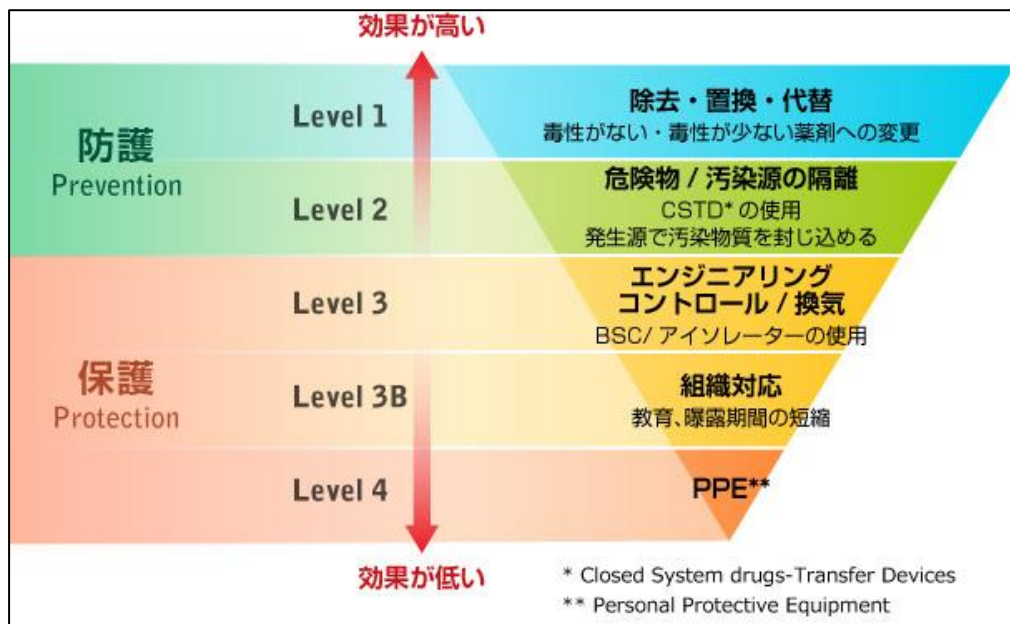 効果が高い
防護
Prevention
Level 1
除去・置換・代替
毒性がない・毒性が少ない薬剤への変更
Level 2
危険物 / 汚染源の隔離
CSTD* の使用
発生源で汚染物質を封じ込める
保護
Protection
Level 3
エンジニアリング
コントロール / 換気
BSC/ アイソレーターの使用
Level 3B
組織対応
教育、曝露期間の短縮
Level 4
PPE**
効果が低い
* Closed System drugs-Transfer Devices
** Personal Protective Equipment